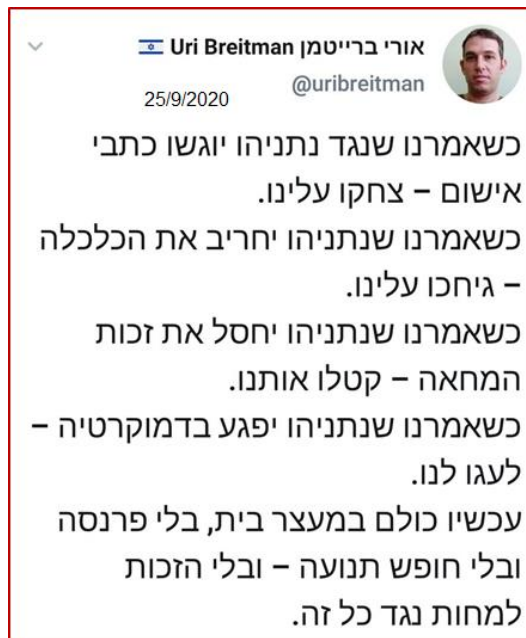 אורי ברייטמן Uri Breitman 🇮🇱
@uribreitman
25/9/2020
כשאמרנו שנגד נתניהו יוגשו כתבי
אישום – צחקו עלינו.
כשאמרנו שנתניהו יחריב את הכלכלה
– גיחכו עלינו.
כשאמרנו שנתניהו יחסל את זכות
המחאה – קטלו אותנו.
כשאמרנו שנתניהו יפגע בדמוקרטיה –
לעגו לנו.
עכשיו כולם במעצר בית, בלי פרנסה
ובלי חופש תנועה – ובלי הזכות
למחות נגד כל זה.